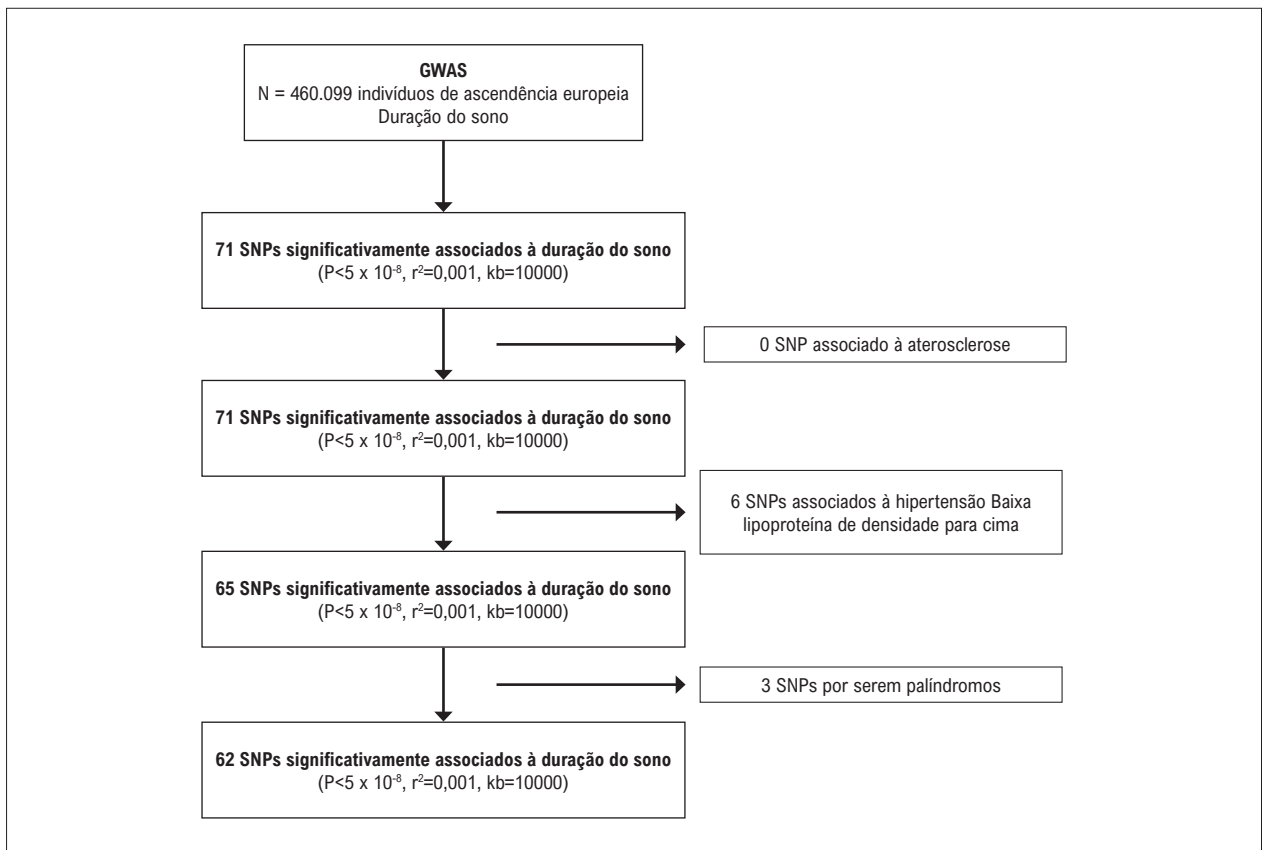 GWAS
N = 460.099 indivíduos de ascendência europeia
Duração do sono
71 SNPs significativamente associados à duração do sono
(P<5 x 10⁻⁸, r²=0,001, kb=10000)
0 SNP associado à aterosclerose
71 SNPs significativamente associados à duração do sono
(P<5 x 10⁻⁸, r²=0,001, kb=10000)
6 SNPs associados à hipertensão Baixa
lipoproteína de densidade para cima
65 SNPs significativamente associados à duração do sono
(P<5 x 10⁻⁸, r²=0,001, kb=10000)
3 SNPs por serem palíndromos
62 SNPs significativamente associados à duração do sono
(P<5 x 10⁻⁸, r²=0,001, kb=10000)